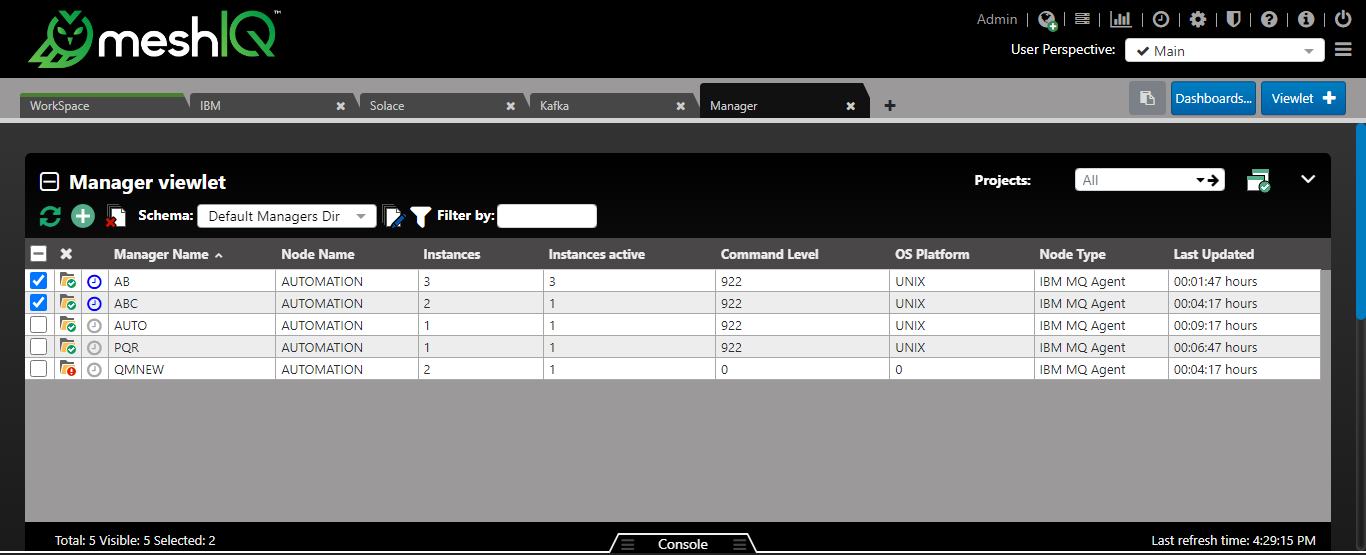 Admin
meshIQ™
User Perspective: Main
WorkSpace IBM Solace Kafka Manager Dashboards... Viewlet
Manager viewlet Projects: All
Schema: Default Managers Dir Filter by:
Manager Name Node Name Instances Instances active Command Level OS Platform Node Type Last Updated
AB AUTOMATION 3 3 922 UNIX IBM MQ Agent 00:01:47 hours
ABC AUTOMATION 2 1 922 UNIX IBM MQ Agent 00:04:17 hours
AUTO AUTOMATION 1 1 922 UNIX IBM MQ Agent 00:09:17 hours
PQR AUTOMATION 1 1 922 UNIX IBM MQ Agent 00:06:47 hours
QMNEW AUTOMATION 2 1 0 0 IBM MQ Agent 00:04:17 hours
Total: 5 Visible: 5 Selected: 2 Console Last refresh time: 4:29:15 PM